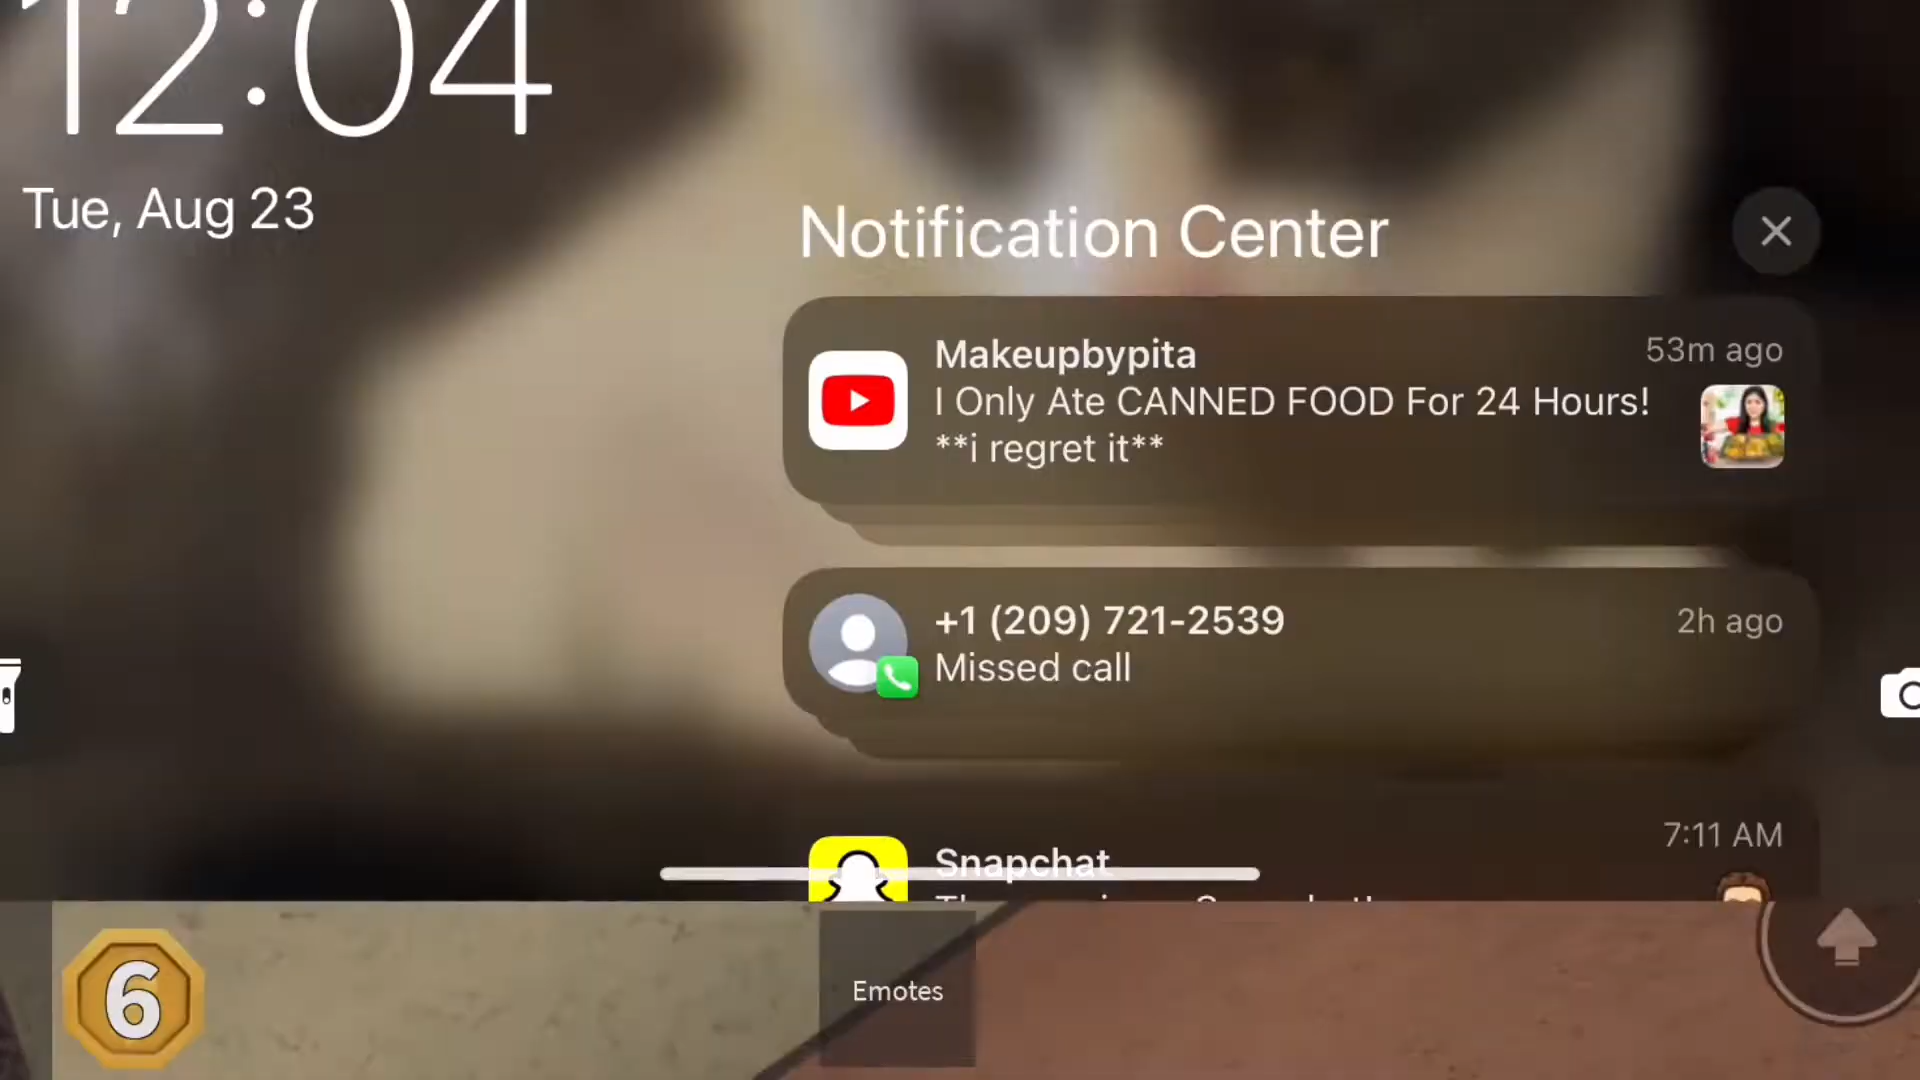 12:04
Tue, Aug 23
Notification Center
Makeupbypita
53m ago
I Only Ate CANNED FOOD For 24 Hours!
**i regret it**
+1 (209) 721-2539
2h ago
Missed call
7:11 AM
Snapchat
6
Emotes